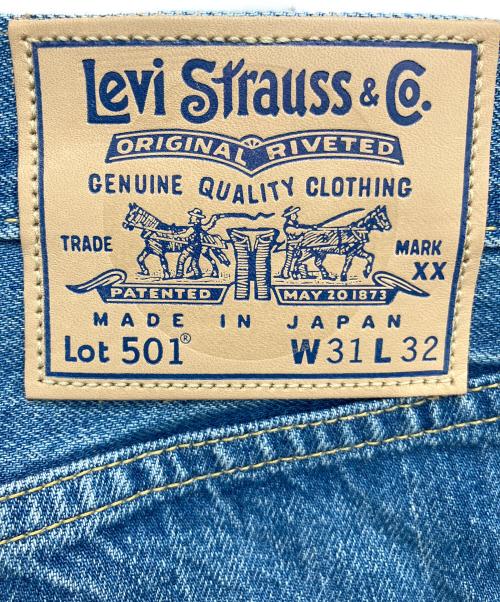 Levi Strauss & Co.
ORIGINAL RIVETED
GENUINE QUALITY CLOTHING
TRADE MARK
XX
PATENTED MAY 20 1873
MADE IN JAPAN
Lot 501® W31 L32